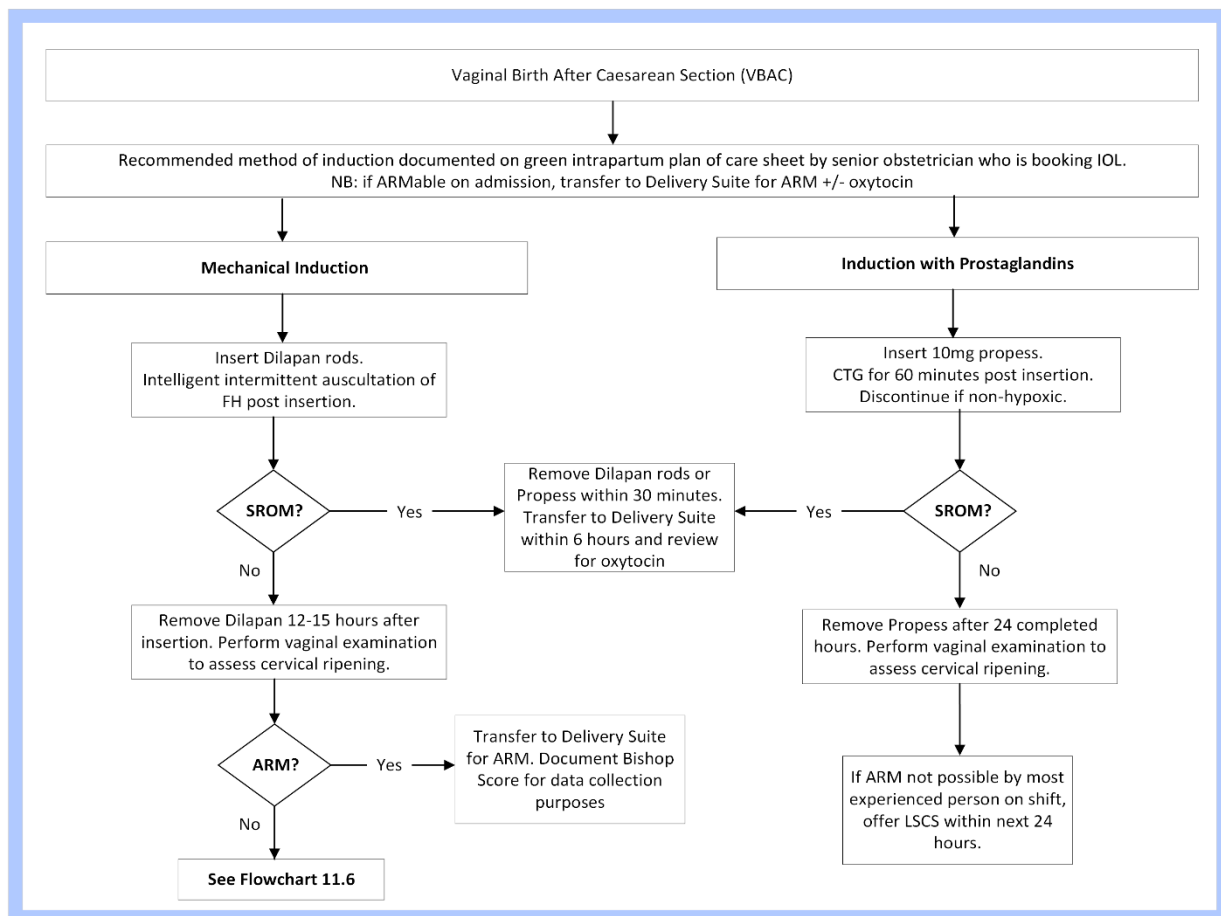 Vaginal Birth After Caesarean Section (VBAC)
Recommended method of induction documented on green intrapartum plan of care sheet by senior obstetrician who is booking IOL.
NB: if ARMable on admission, transfer to Delivery Suite for ARM +/- oxytocin
Mechanical Induction
Induction with Prostaglandins
Insert Dilapan rods.
Intelligent intermittent auscultation of
FH post insertion.
Insert 10mg propess.
CTG for 60 minutes post insertion.
Discontinue if non-hypoxic.
SROM?
Yes
Remove Dilapan rods or
Propess within 30 minutes.
Transfer to Delivery Suite
within 6 hours and review
for oxytocin
Yes
SROM?
No
No
Remove Dilapan 12-15 hours after
insertion. Perform vaginal examination
to assess cervical ripening.
Remove Propess after 24 completed
hours. Perform vaginal examination to
assess cervical ripening.
ARM?
Yes
Transfer to Delivery Suite
for ARM. Document Bishop
Score for data collection
purposes
If ARM not possible by most
experienced person on shift,
offer LSCS within next 24
hours.
No
See Flowchart 11.6